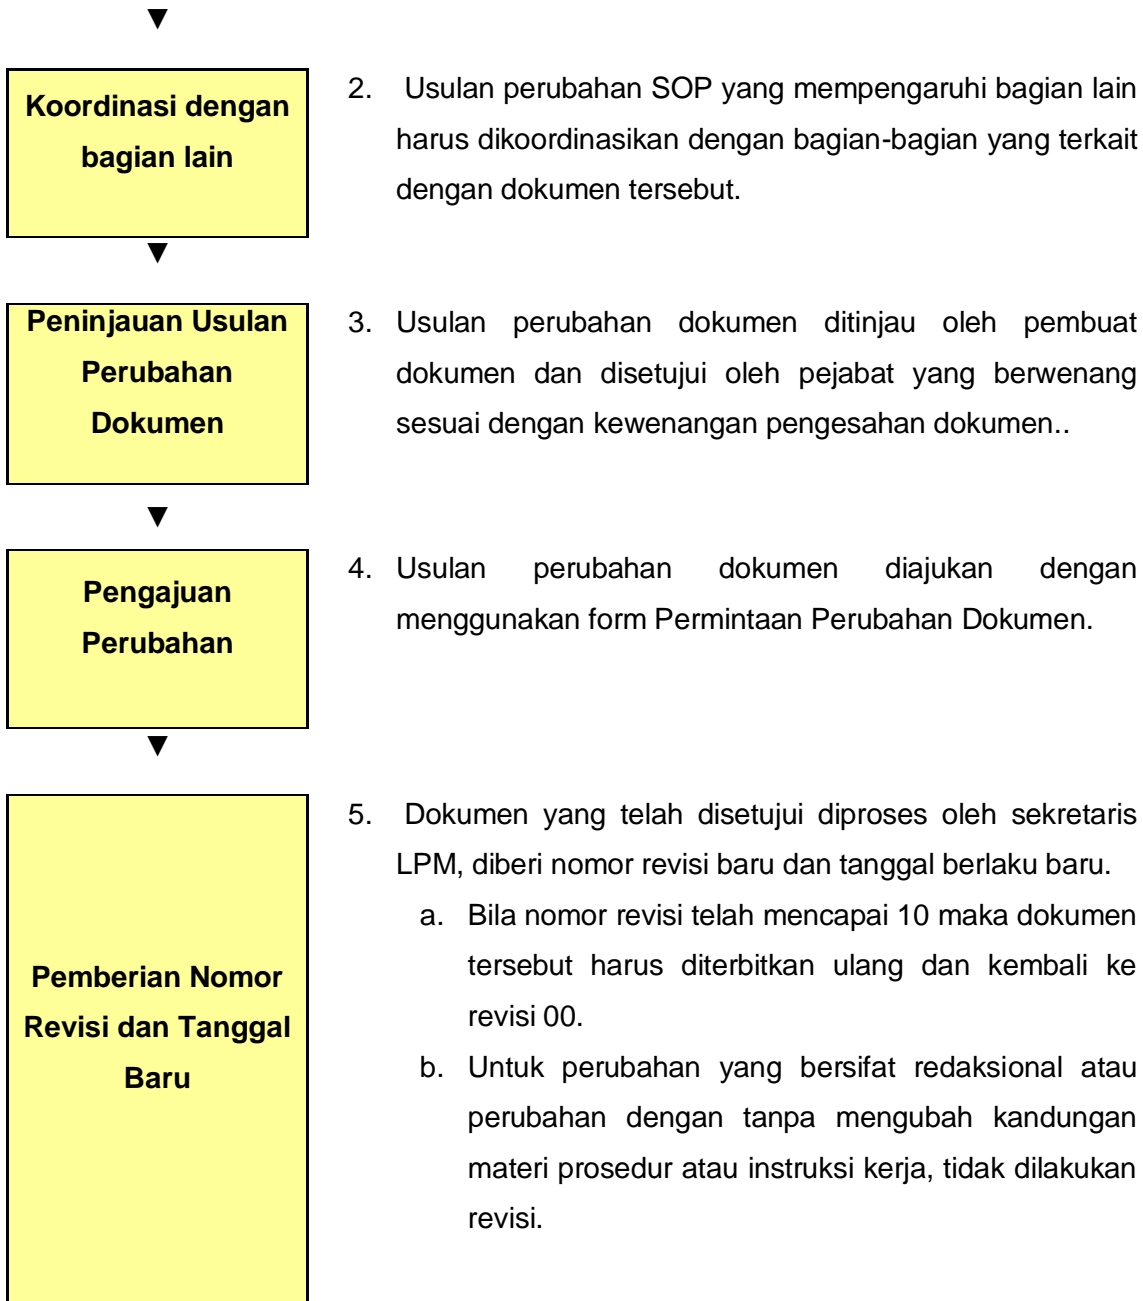 ▼
Koordinasi dengan
bagian lain
2. Usulan perubahan SOP yang mempengaruhi bagian lain
harus dikoordinasikan dengan bagian-bagian yang terkait
dengan dokumen tersebut.
▼
Peninjauan Usulan
Perubahan
Dokumen
3. Usulan perubahan dokumen ditinjau oleh pembuat
dokumen dan disetujui oleh pejabat yang berwenang
sesuai dengan kewenangan pengesahan dokumen..
▼
Pengajuan
Perubahan
4. Usulan perubahan dokumen diajukan dengan
menggunakan form Permintaan Perubahan Dokumen.
▼
Pemberian Nomor
Revisi dan Tanggal
Baru
5. Dokumen yang telah disetujui diproses oleh sekretaris
LPM, diberi nomor revisi baru dan tanggal berlaku baru.
a. Bila nomor revisi telah mencapai 10 maka dokumen
tersebut harus diterbitkan ulang dan kembali ke
revisi 00.
b. Untuk perubahan yang bersifat redaksional atau
perubahan dengan tanpa mengubah kandungan
materi prosedur atau instruksi kerja, tidak dilakukan
revisi.